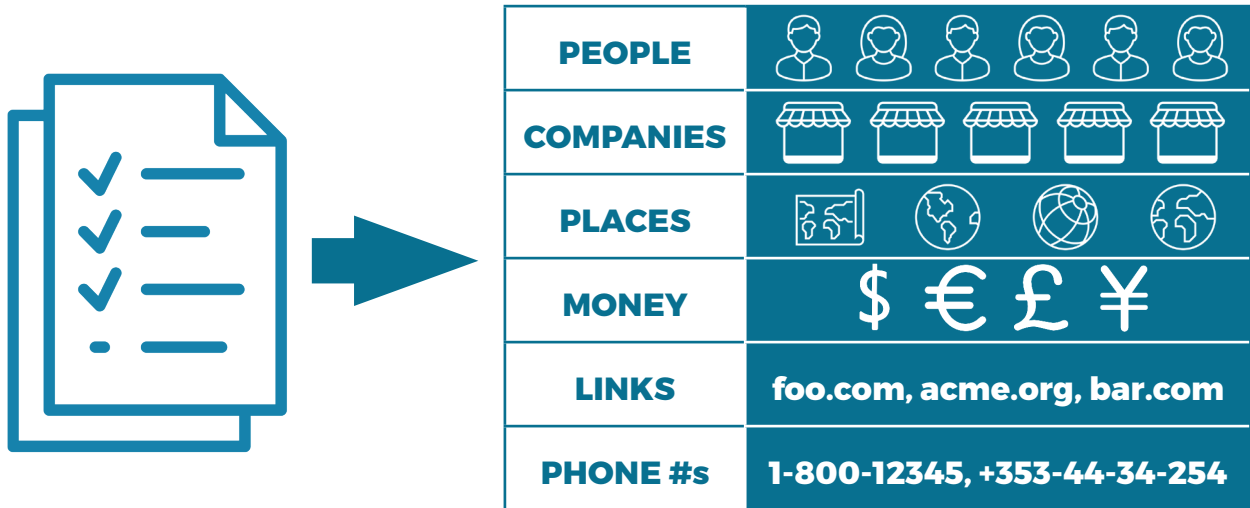 PEOPLE
COMPANIES
PLACES
MONEY
$ € £ ¥
LINKS
foo.com, acme.org, bar.com
PHONE #s
1-800-12345, +353-44-34-254